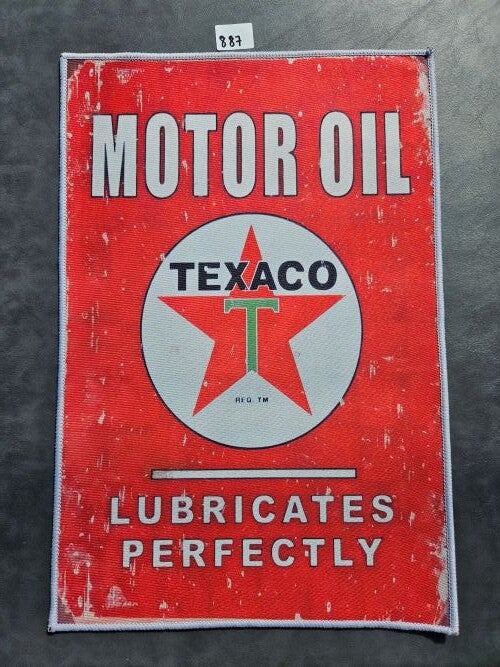 887
MOTOR OIL
TEXACO
T
REG. TM
LUBRICATES
PERFECTLY